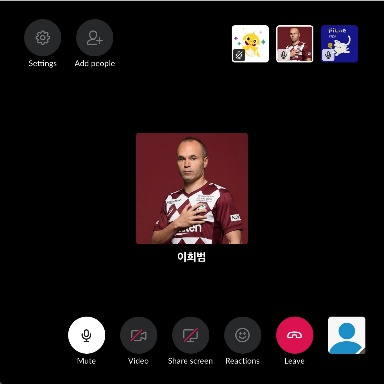 Settings
Add people
이희범
Mute
Video
Share screen
Reactions
Leave